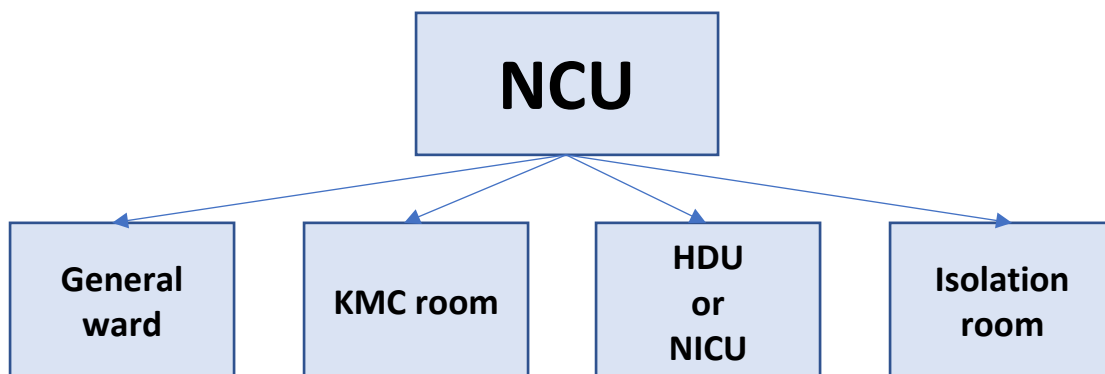 NCU
General
ward
KMC room
HDU
or
NICU
Isolation
room